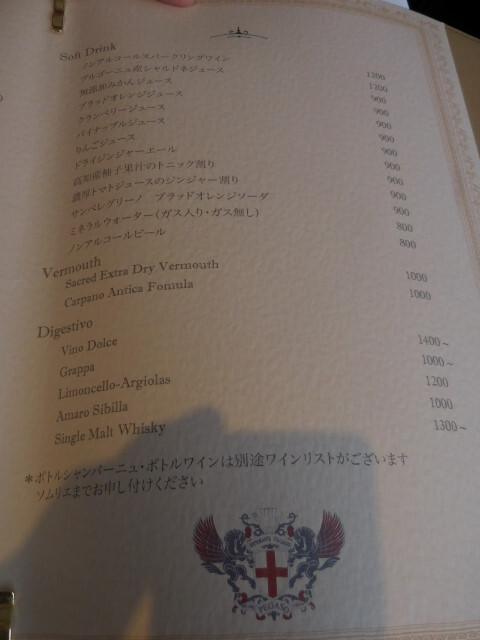 Soft Drink
ノンアルコールスパークリングワイン 1200
ブルゴーニュ産シャルドネジュース 1200
無添加みかんジュース 900
ブラッドオレンジジュース 900
クランベリージュース 900
パイナップルジュース 900
りんごジュース 900
ドライジンジャーエール 900
高知産柚子果汁のトニック割り 900
濃厚トマトジュースのジンジャー割り 900
サンペレグリーノ ブラッドオレンジソーダ 900
ミネラルウォーター(ガス入り・ガス無し) 800
ノンアルコールビール 800
Vermouth
Sacred Extra Dry Vermouth 1000
Carpano Antica Fomula 1000
Digestivo
Vino Dolce 1400~
Grappa 1000~
Limoncello-Argiolas 1200
Amaro Sibilla 1000
Single Malt Whisky 1300~
*ボトルシャンパーニュ・ボトルワインは別途ワインリストがございます
ソムリエまでお申し付けください
PEGASO